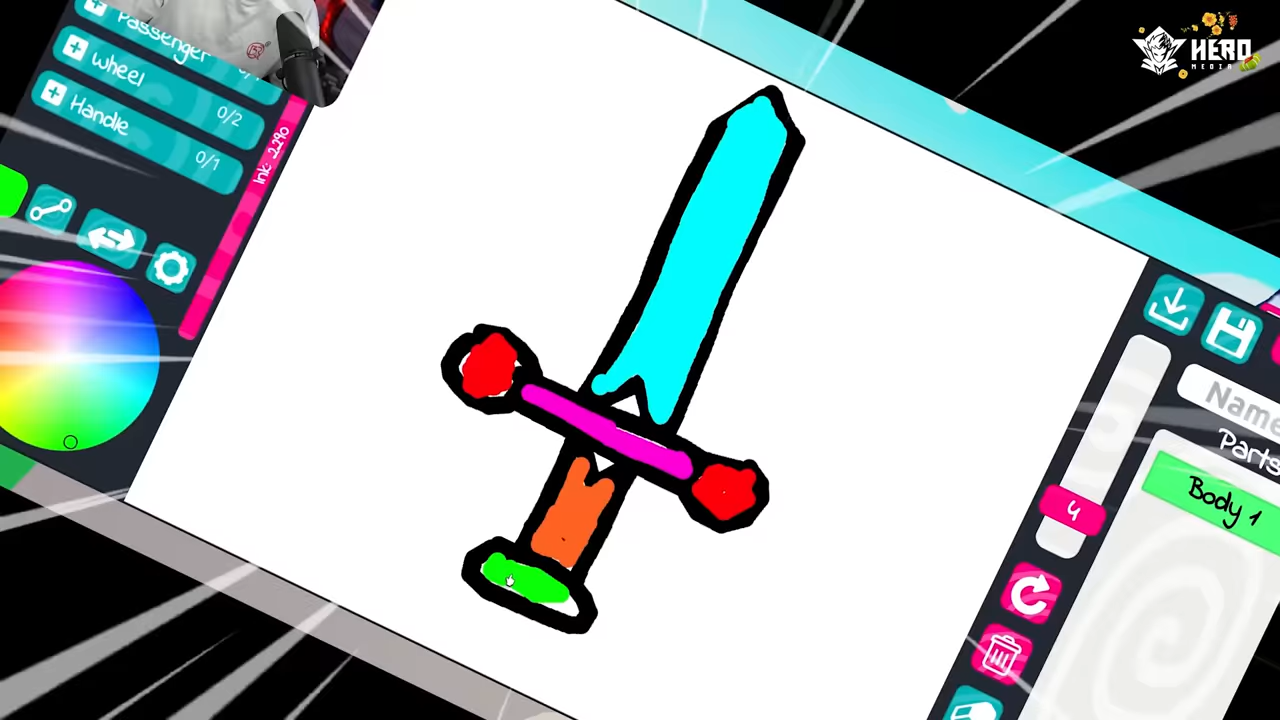 Passenger
wheel
0/2
Handle
0/1
Ink: 2290
HERO
MEDIA
Name
Parts
Body 1
4